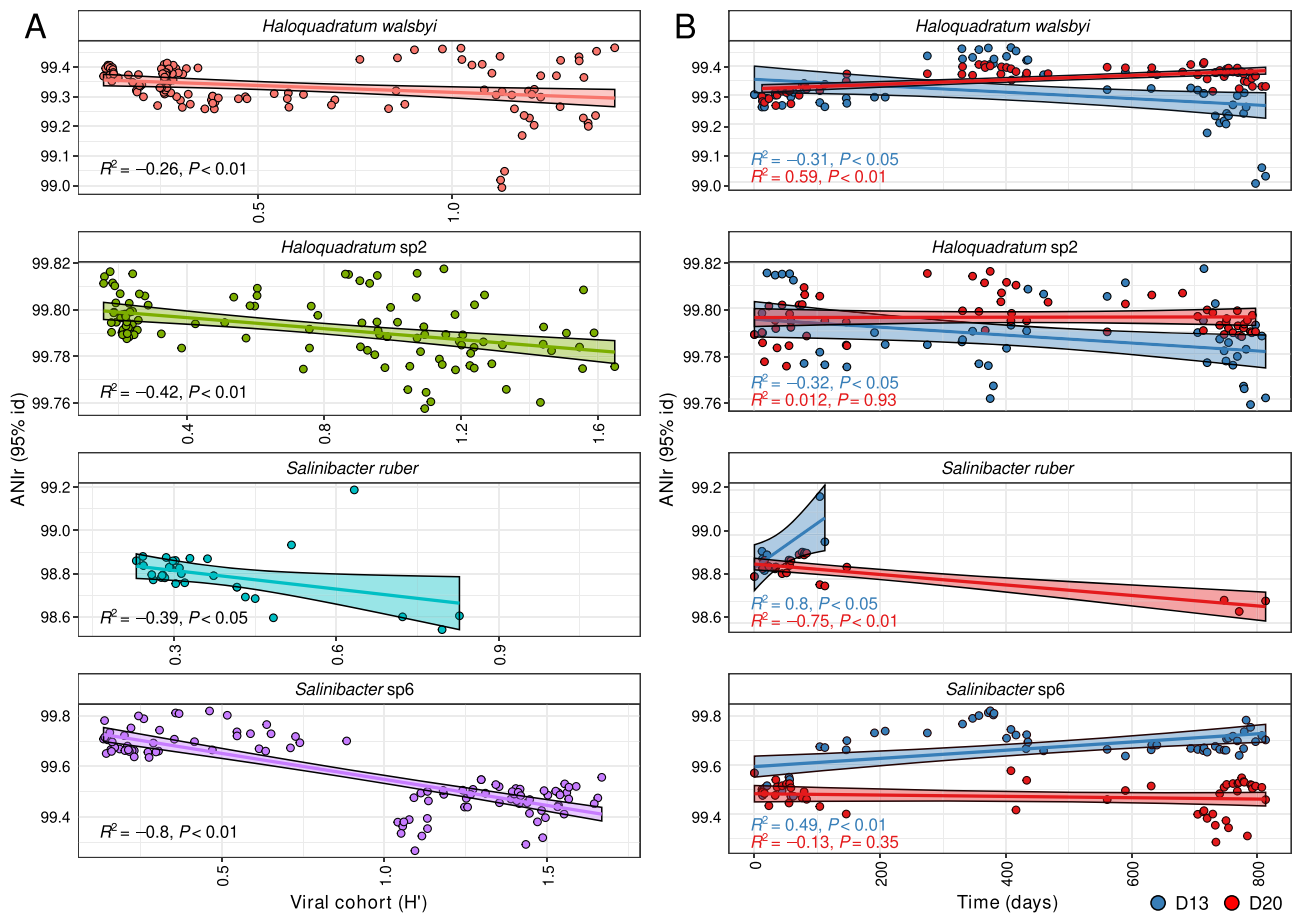 A
Haloquadratum walsbyi
99.4
99.3
99.2
99.1
99.0
R² = −0.26, P < 0.01
0.5
1.0
Haloquadratum sp2
99.82
99.80
99.78
99.76
R² = −0.42, P < 0.01
0.4
0.8
1.2
1.6
ANIr (95% id)
Salinibacter ruber
99.2
99.0
98.8
98.6
R² = −0.39, P < 0.05
0.3
0.6
0.9
Salinibacter sp6
99.8
99.6
99.4
R² = −0.8, P < 0.01
0.5
1.0
1.5
Viral cohort (H')
B
Haloquadratum walsbyi
99.4
99.3
99.2
99.1
99.0
R² = −0.31, P < 0.05
R² = 0.59, P < 0.01
Haloquadratum sp2
99.82
99.80
99.78
99.76
R² = −0.32, P < 0.05
R² = 0.012, P = 0.93
ANIr (95% id)
Salinibacter ruber
99.2
99.0
98.8
98.6
R² = 0.8, P < 0.05
R² = −0.75, P < 0.01
Salinibacter sp6
99.8
99.6
99.4
R² = 0.49, P < 0.01
R² = −0.13, P = 0.35
0
200
400
600
800
Time (days)
D13 D20